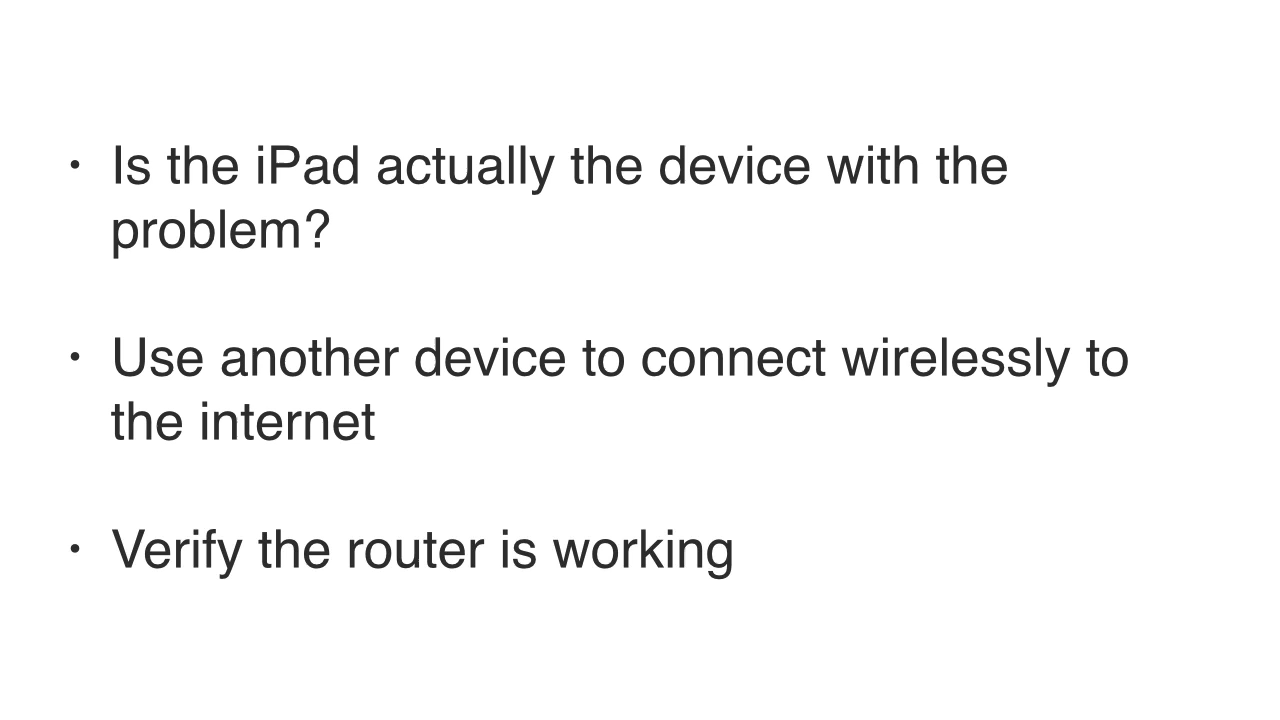 • Is the iPad actually the device with the
problem?
• Use another device to connect wirelessly to
the internet
• Verify the router is working